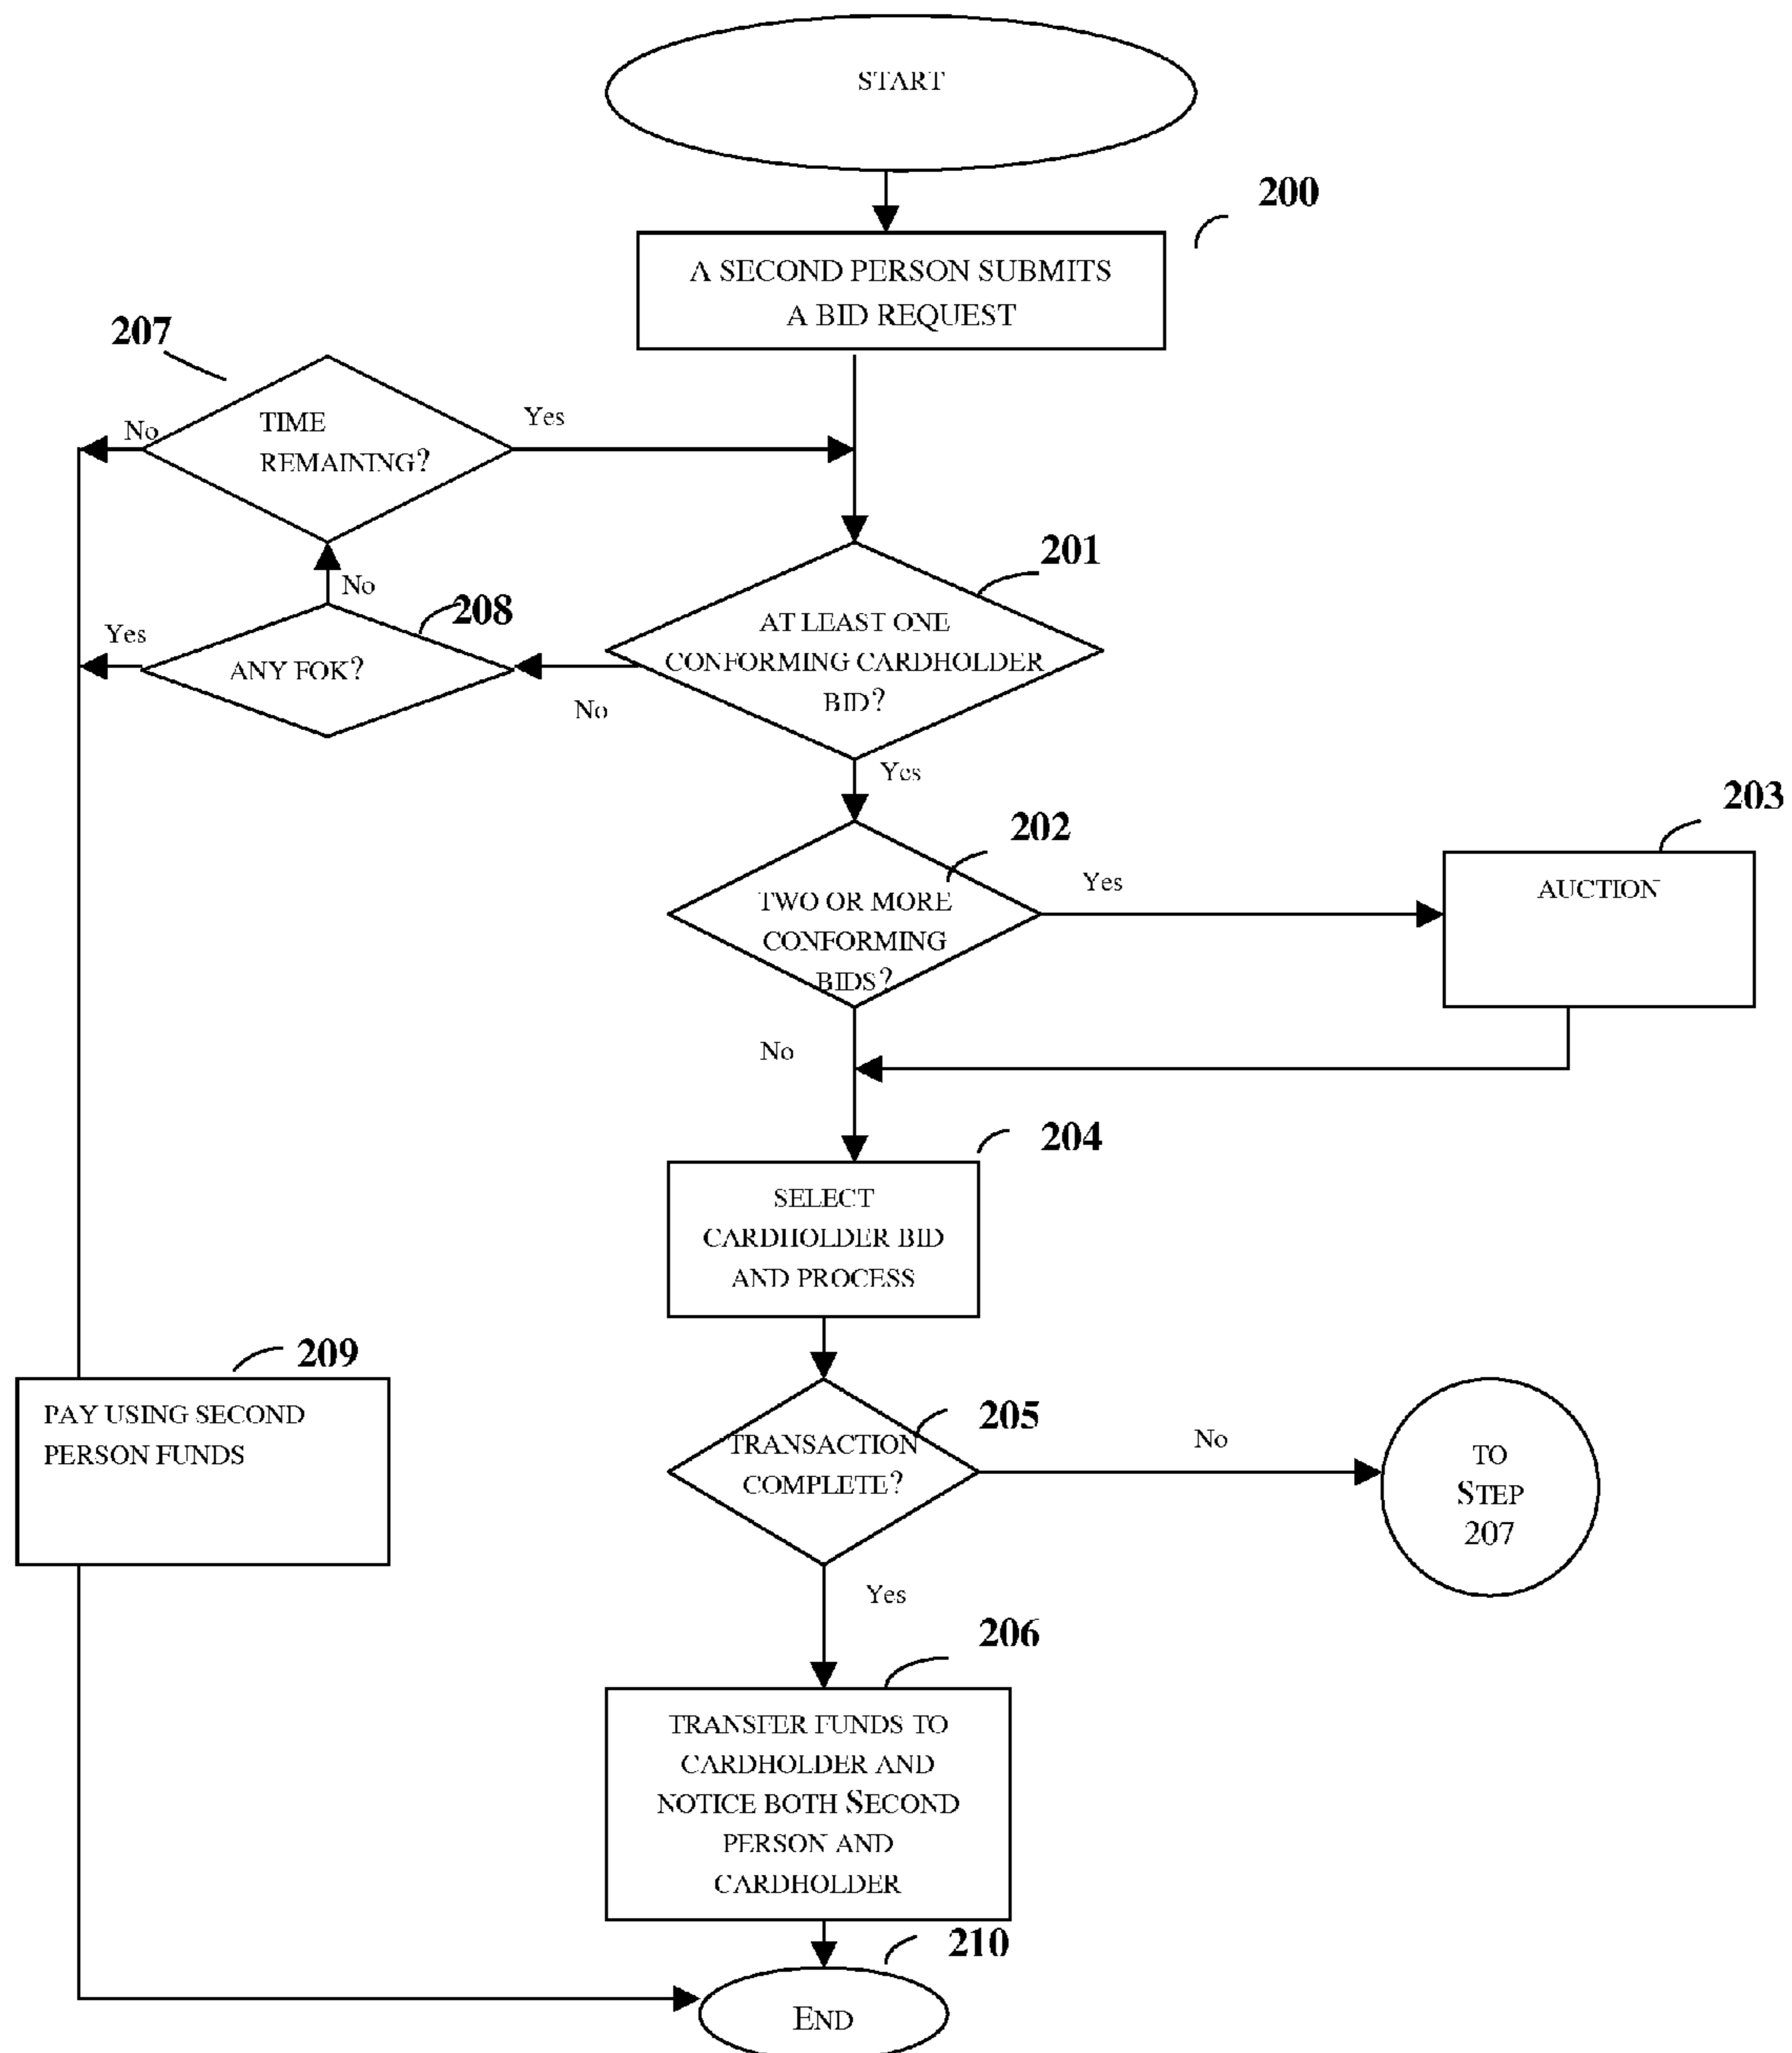 START
200
A SECOND PERSON SUBMITS
A BID REQUEST
207
TIME
REMAINING?
No
Yes
201
AT LEAST ONE
CONFORMING CARDHOLDER
BID?
No
208
Yes
ANY FOK?
No
Yes
202
203
TWO OR MORE
CONFORMING
BIDS?
Yes
AUCTION
No
204
SELECT
CARDHOLDER BID
AND PROCESS
209
PAY USING SECOND
PERSON FUNDS
205
TRANSACTION
COMPLETE?
No
TO
STEP
207
Yes
206
TRANSFER FUNDS TO
CARDHOLDER AND
NOTICE BOTH SECOND
PERSON AND
CARDHOLDER
210
END